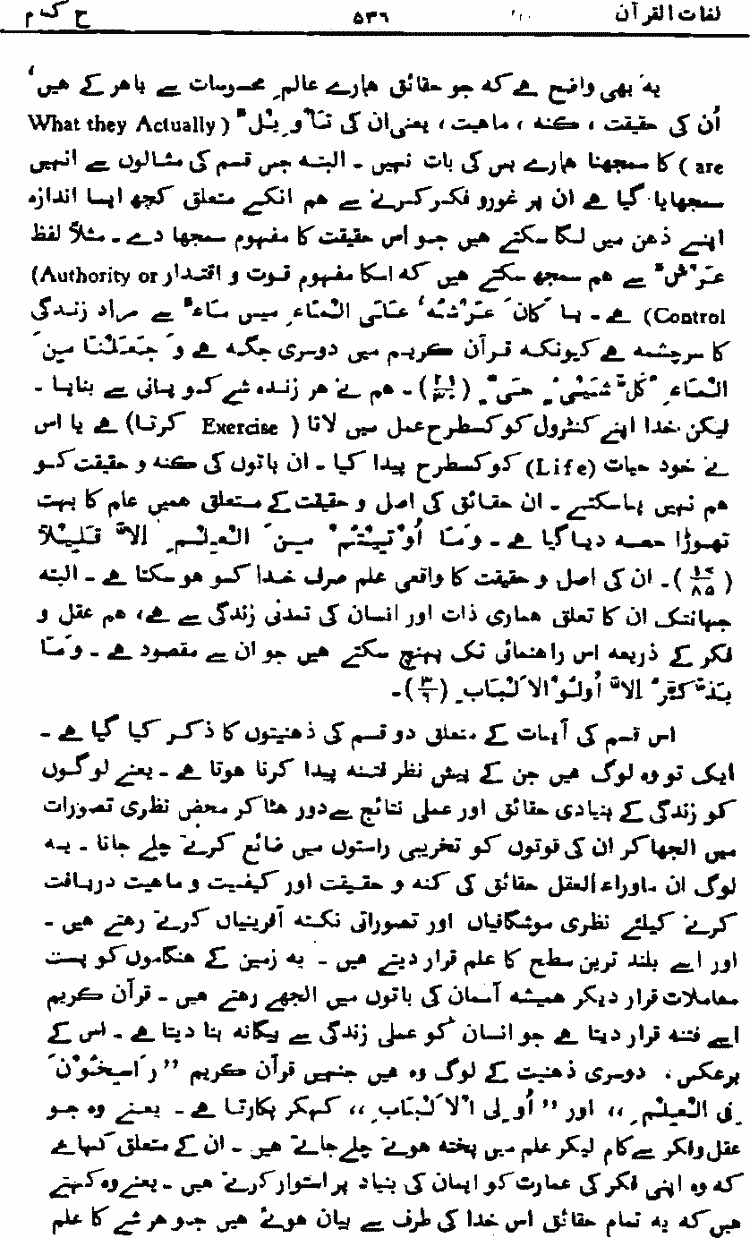 لغات القرآن ۵۳۶ ح ک م
یہ بھی واضح ہے کہ جو حقائق ہمارے عالمِ محسوسات سے باہر کے ہیں،
اُن کی حقیقت ، کنہ ، ماہیت ، یعنی ان کی تَأْوِیْلٌ (What they Actually
are) کا سمجھنا ہمارے بس کی بات نہیں ۔ البتہ جس قسم کی مثالوں سے انہیں
سمجھایا گیا ہے ان پر غور و فکر کرنے سے ہم انکے متعلق کچھ ایسا اندازہ
اپنے ذھن میں لگا سکتے ہیں جو اس حقیقت کا مفہوم سمجھا دے ۔ مثلاً لفظ
عَرْشٌ سے ہم سمجھ سکتے ہیں کہ اسکا مفہوم قوت و اقتدار (Authority or
Control) ہے ۔ یا کَانَ عَرْشُہٗ عَلَی الْمَاءِ میں مَاءٌ سے مراد زندگی
کا سرچشمہ ہے کیونکہ قرآن کریم میں دوسری جگہ ہے وَ جَعَلْنَا مِنَ
الْمَاءِ کُلَّ شَیْیءٍ حَیٍّ (۲۱/۳۰) ۔ ہم نے ہر زندہ شے کو پانی سے بنایا ۔
لیکن خدا اپنے کنٹرول کو کسطرح عمل میں لاتا ( Exercise کرتا) ہے یا اس
نے خود حیات (Life) کو کسطرح پیدا کیا ۔ ان باتوں کی کنہ و حقیقت کو
ہم نہیں پا سکتے ۔ ان حقائق کی اصل و حقیقت کے متعلق ہمیں علم کا بہت
تھوڑا حصہ دیا گیا ہے ۔ وَمَا أُوْتِیْتُمْ مِنَ الْعِلْمِ اِلاَّ قَلِیْلاً
(۱۷/۸۵) ۔ ان کی اصل و حقیقت کا واقعی علم صرف خدا کو ہو سکتا ہے ۔ البتہ
جہانتک ان کا تعلق ہماری ذات اور انسان کی تمدنی زندگی سے ہے، ہم عقل و
فکر کے ذریعہ اس راہنمائی تک پہنچ سکتے ہیں جو ان سے مقصود ہے ۔ وَمَا
یَذَّکَّرُ اِلاَّ أُولُو الْاَلْبَابِ (۳/۶) ۔
اس قسم کی آیات کے متعلق دو قسم کی ذھنیتوں کا ذکر کیا گیا ہے ۔
ایک تو وہ لوگ ہیں جن کے پیش نظر فتنہ پیدا کرنا ہوتا ہے ۔ یعنے لوگوں
کو زندگی کے بنیادی حقائق اور عملی نتائج سے دور ہٹا کر محض نظری تصورات
میں الجھا کر ان کی قوتوں کو تخریبی راستوں میں ضائع کرتے چلے جانا ۔ یہ
لوگ ان ماوراءالعقل حقائق کی کنہ و حقیقت اور کیفیت و ماہیت دریافت
کرنے کیلئے نظری موشگافیاں اور تصوراتی نکتہ آفرینیاں کرتے رہتے ہیں ۔
اور اسے بلند ترین سطح کا علم قرار دیتے ہیں ۔ یہ زمین کے ہنگاموں کو پست
معاملات قرار دیکر ہمیشہ آسمان کی باتوں میں الجھے رہتے ہیں ۔ قرآن کریم
اسے فتنہ قرار دیتا ہے جو انسان کو عملی زندگی سے بیگانہ بنا دیتا ہے ۔ اس کے
برعکس ، دوسری ذھنیت کے لوگ وہ ہیں جنہیں قرآن کریم ’’رَاسِخُوْنَ
فِی الْعِلْمِ‘‘ اور ’’أُولِی الْاَلْبَابِ‘‘ کہکر پکارتا ہے ۔ یعنے وہ جو
عقل و فکر سے کام لیکر علم میں پختہ ہوتے چلے جاتے ہیں ۔ ان کے متعلق کہا ہے
کہ وہ اپنی فکر کی عمارت کو ایمان کی بنیاد پر استوار کرتے ہیں ۔ یعنے وہ کہتے
ہیں کہ یہ تمام حقائق اس خدا کی طرف سے بیان ہوئے ہیں جو ہر شے کا علم